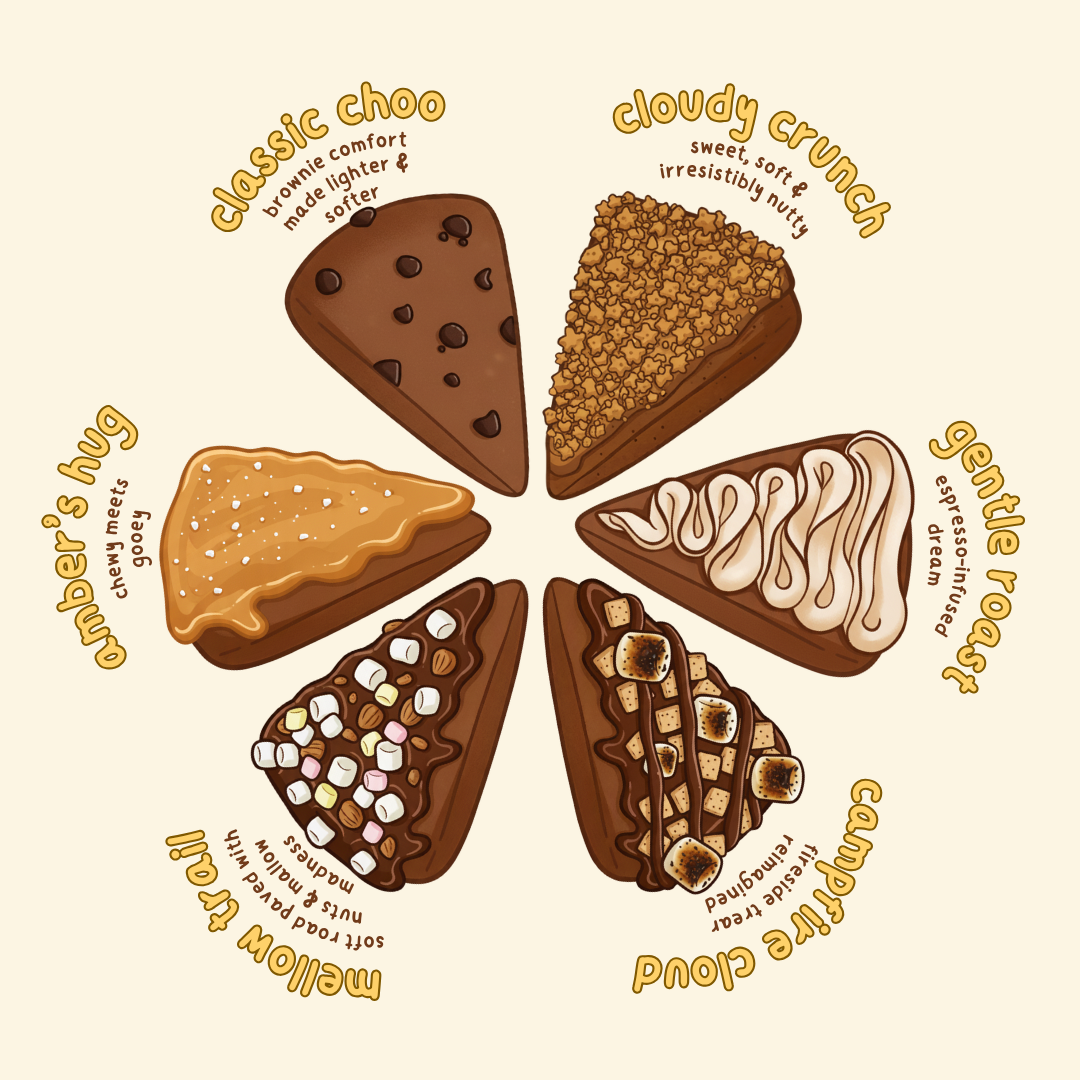 classic choo
brownie comfort
made lighter &
softer
cloudy crunch
sweet, soft &
irresistibly nutty
gentle roast
espresso-infused
dream
campfire cloud
fireside trear
reimagined
mellow trail
soft road paved with
nuts & mallow
madness
amber's hug
chewy meets
gooey